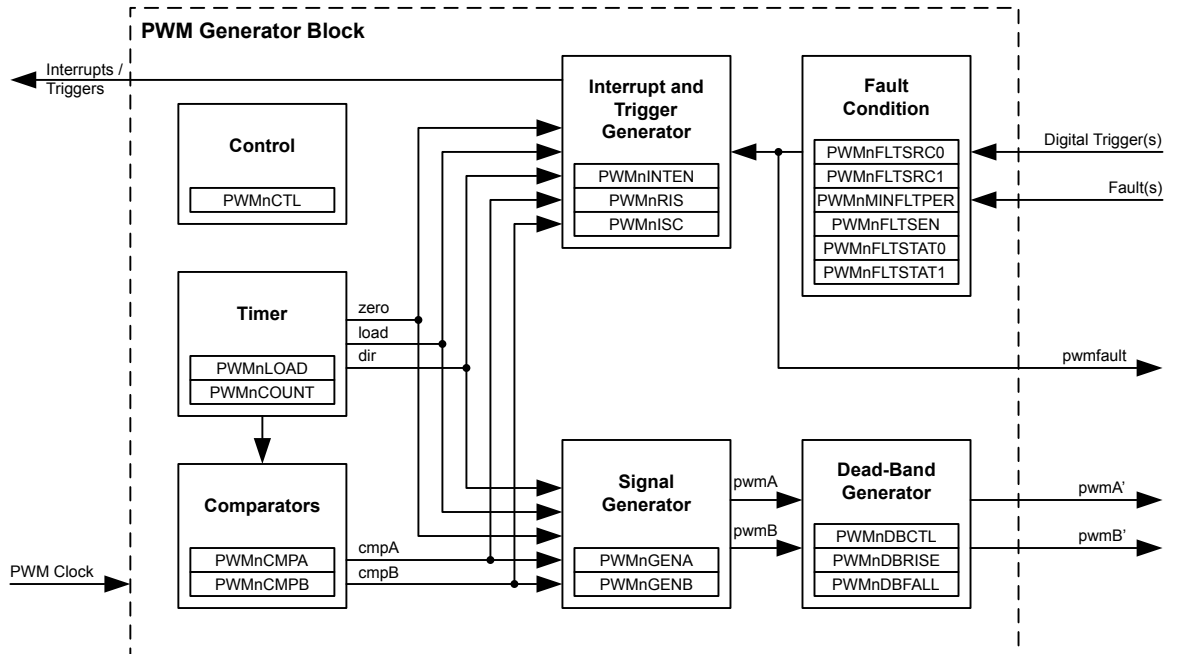 PWM Generator Block
Interrupts /
Triggers
Control
PWMnCTL
Interrupt and
Trigger
Generator
PWMnINTEN
PWMnRIS
PWMnISC
Fault
Condition
PWMnFLTSRC0
PWMnFLTSRC1
PWMnMINFLTPER
PWMnFLTSEN
PWMnFLTSTAT0
PWMnFLTSTAT1
Digital Trigger(s)
Fault(s)
Timer
PWMnLOAD
PWMnCOUNT
zero
load
dir
pwmfault
Comparators
PWMnCMPA
PWMnCMPB
cmpA
cmpB
PWM Clock
Signal
Generator
PWMnGENA
PWMnGENB
pwmA
pwmB
Dead-Band
Generator
PWMnDBCTL
PWMnDBRISE
PWMnDBFALL
pwmA’
pwmB’